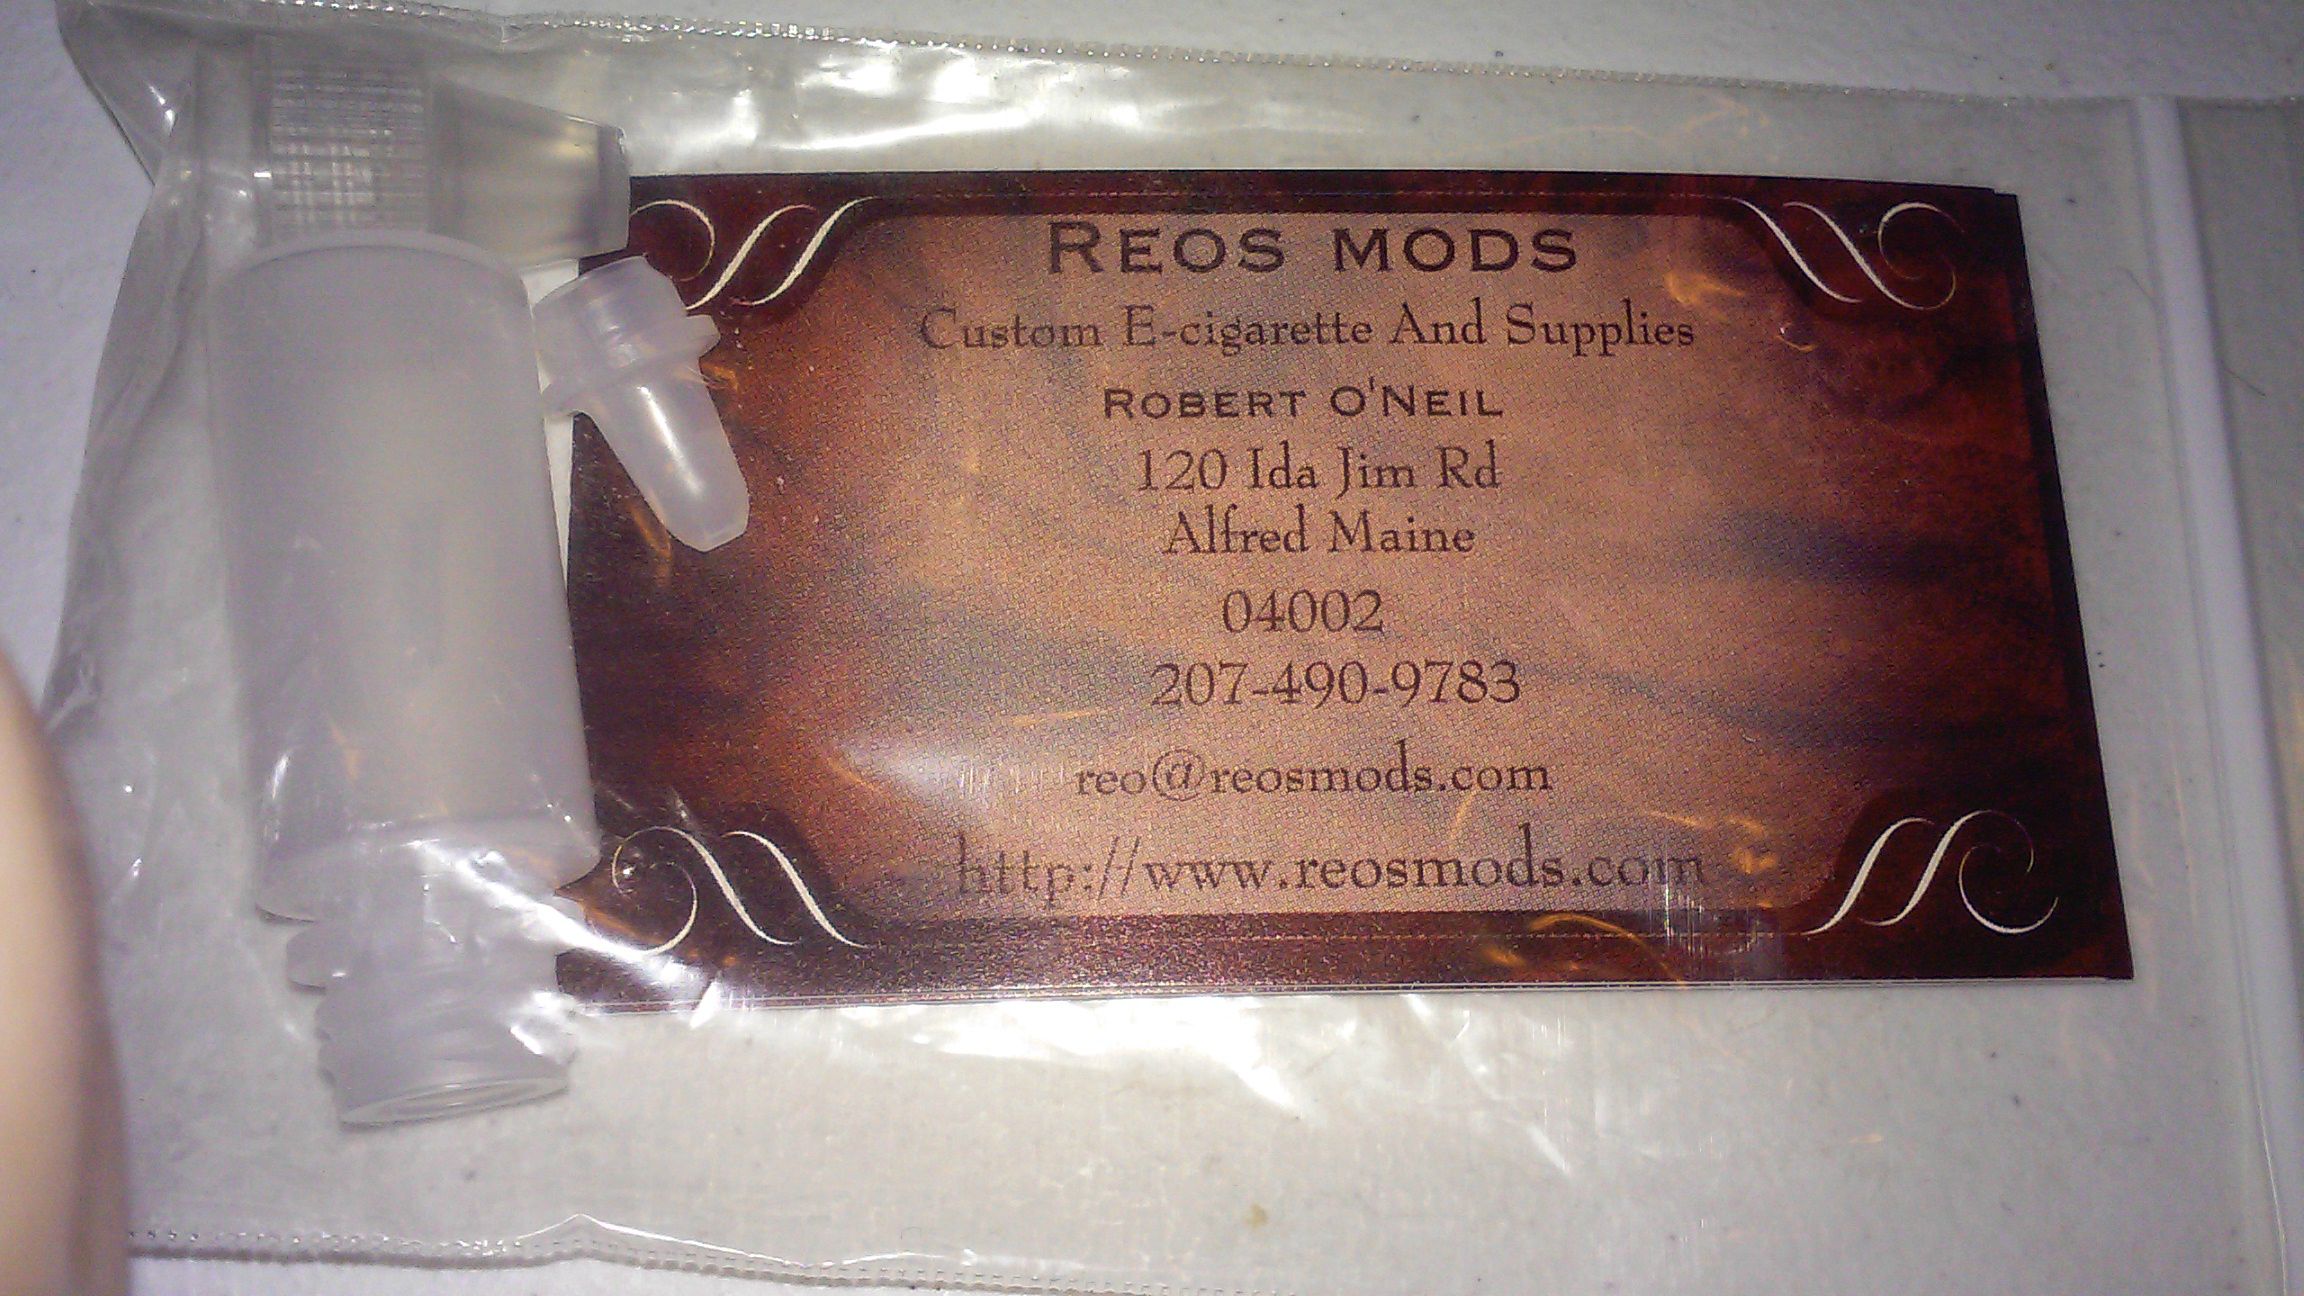 REOS MODS
Custom E-cigarette And Supplies
ROBERT O'NEIL
120 Ida Jim Rd
Alfred Maine
04002
207-490-9783
reo@reosmods.com
http://www.reosmods.com